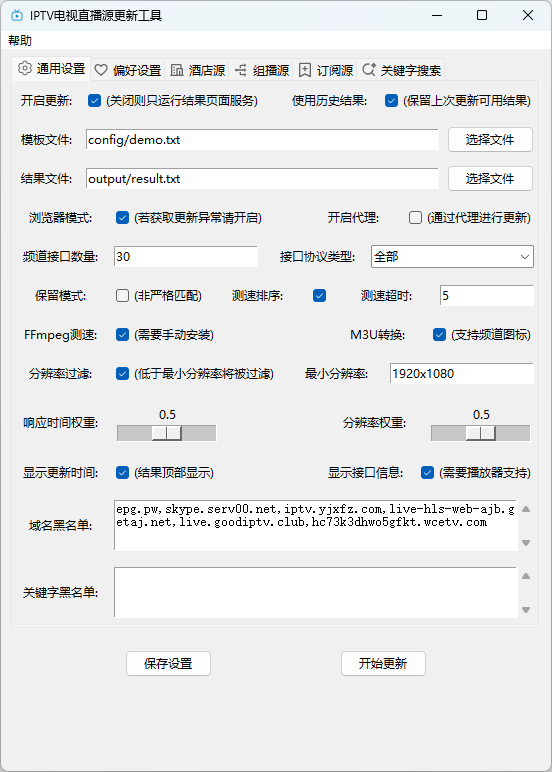 IPTV电视直播源更新工具
帮助
通用设置 偏好设置 酒店源 组播源 订阅源 关键字搜索
开启更新: (关闭则只运行结果页面服务) 使用历史结果: (保留上次更新可用结果)
模板文件: config/demo.txt 选择文件
结果文件: output/result.txt 选择文件
浏览器模式: (若获取更新异常请开启) 开启代理: (通过代理进行更新)
频道接口数量: 30 接口协议类型: 全部
保留模式: (非严格匹配) 测速排序: 测速超时: 5
FFmpeg测速: (需要手动安装) M3U转换: (支持频道图标)
分辨率过滤: (低于最小分辨率将被过滤) 最小分辨率: 1920x1080
0.5 0.5
响应时间权重: 分辨率权重:
显示更新时间: (结果顶部显示) 显示接口信息: (需要播放器支持)
域名黑名单: epg.pw,skype.serv00.net,iptv.yjxfz.com,live-hls-web-ajb.g
etaj.net,live.goodiptv.club,hc73k3dhwo5gfkt.wcetv.com
关键字黑名单:
保存设置 开始更新